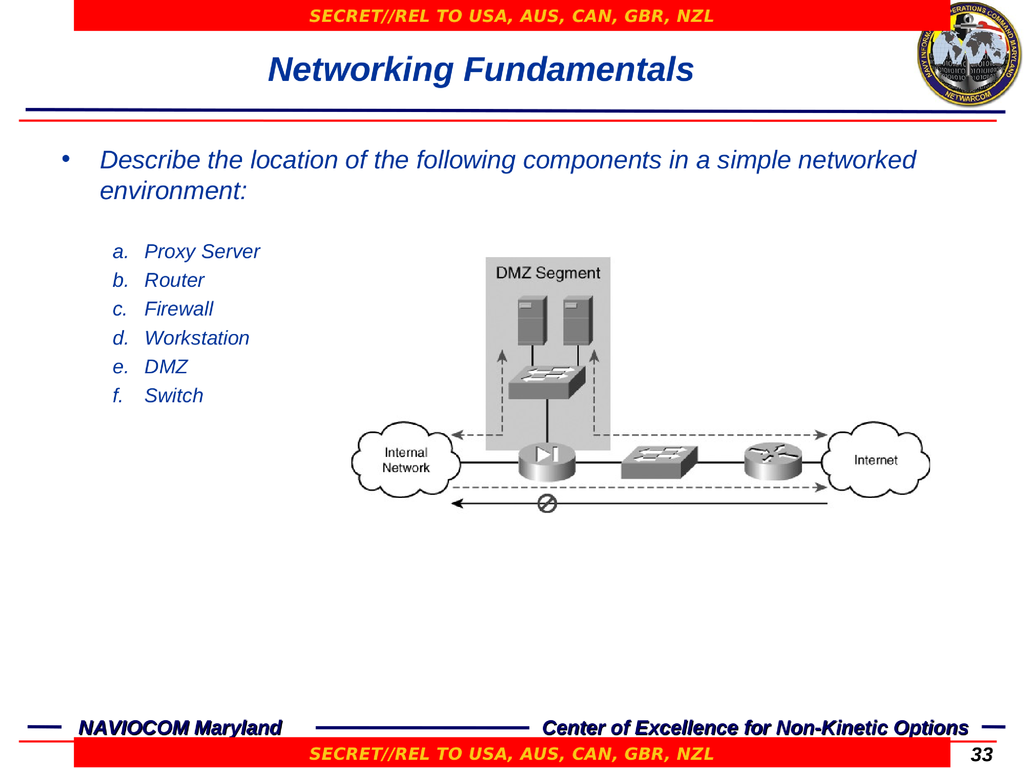 SECRET//REL TO USA, AUS, CAN, GBR, NZL
Networking Fundamentals
• Describe the location of the following components in a simple networked
environment:
a. Proxy Server
b. Router
c. Firewall
d. Workstation
e. DMZ
f. Switch
DMZ Segment
Internal
Network
Internet
NAVIOCOM Maryland
Center of Excellence for Non-Kinetic Options
SECRET//REL TO USA, AUS, CAN, GBR, NZL
33
NETWARCOM